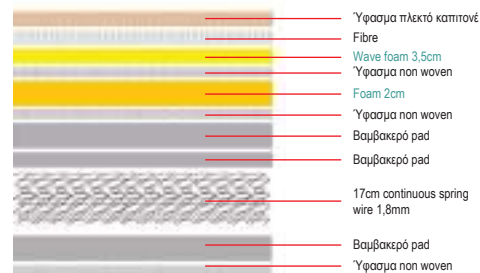 Ύφασμα πλεκτό καπιτονέ
Fibre
Wave foam 3,5cm
Ύφασμα non woven
Foam 2cm
Ύφασμα non woven
Βαμβακερό pad
Βαμβακερό pad
17cm continuous spring
wire 1,8mm
Βαμβακερό pad
Ύφασμα non woven